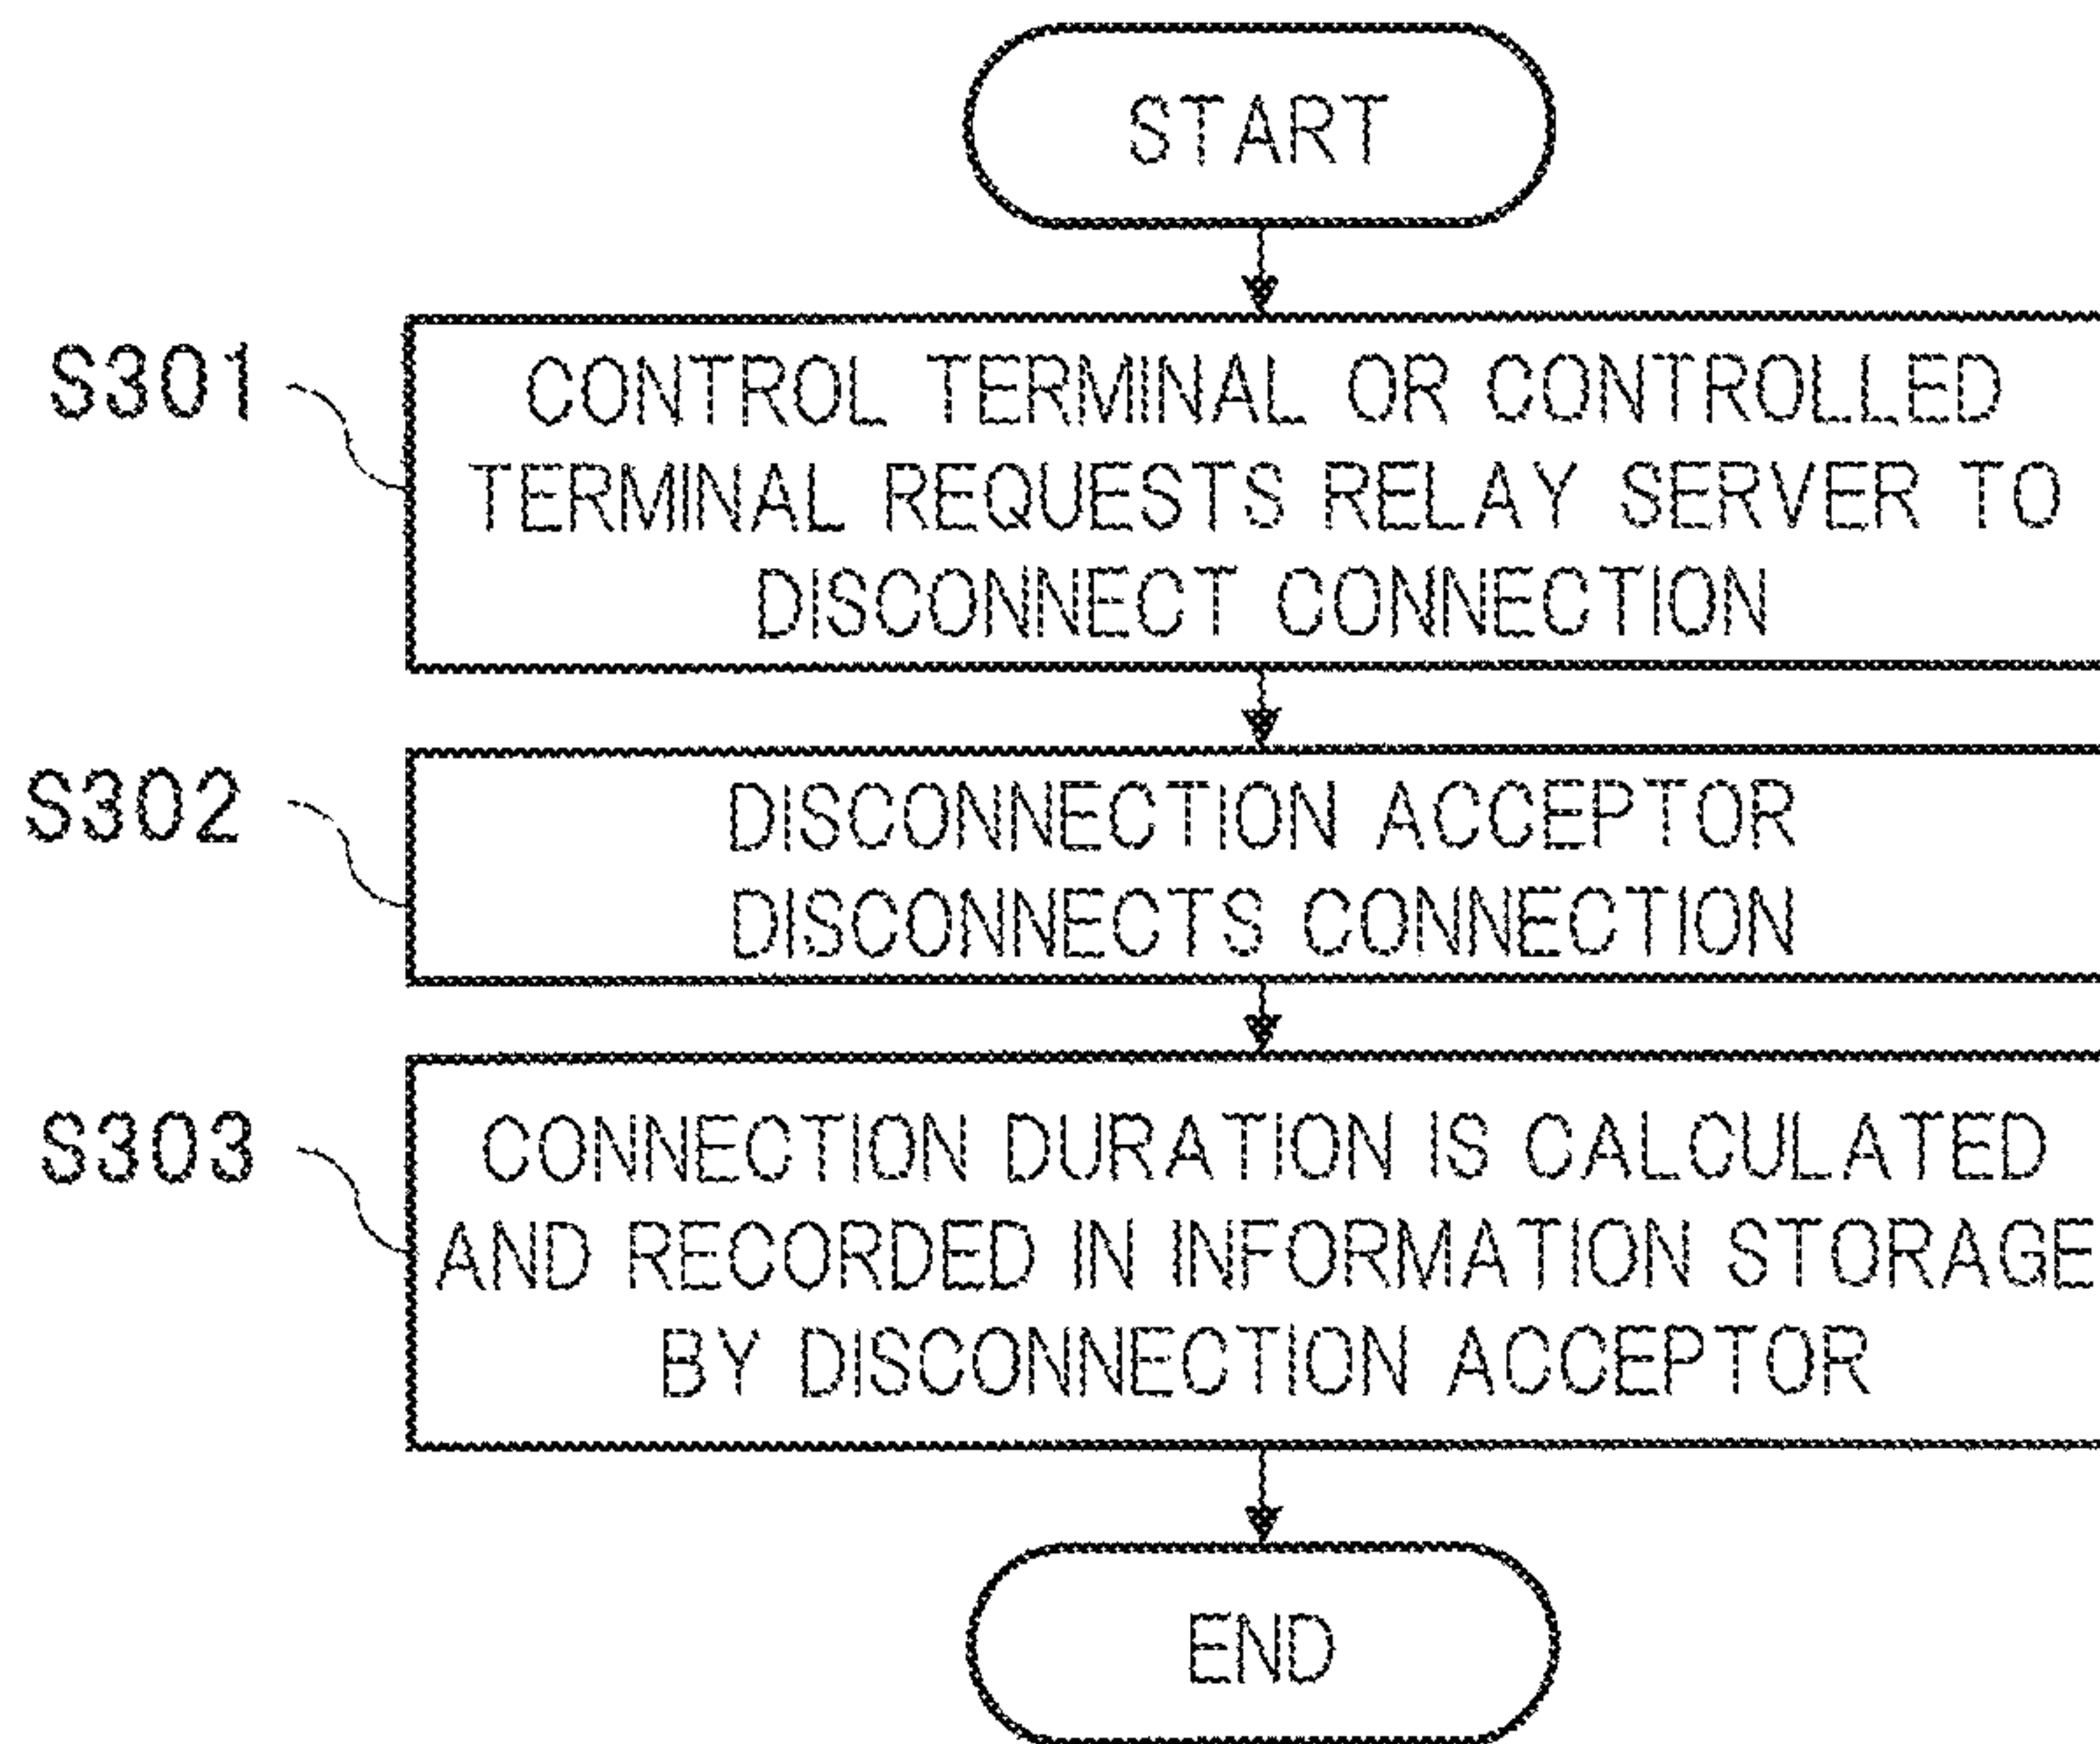 START
S301
CONTROL TERMINAL OR CONTROLLED
TERMINAL REQUESTS RELAY SERVER TO
DISCONNECT CONNECTION
S302
DISCONNECTION ACCEPTOR
DISCONNECTS CONNECTION
S303
CONNECTION DURATION IS CALCULATED
AND RECORDED IN INFORMATION STORAGE
BY DISCONNECTION ACCEPTOR
END